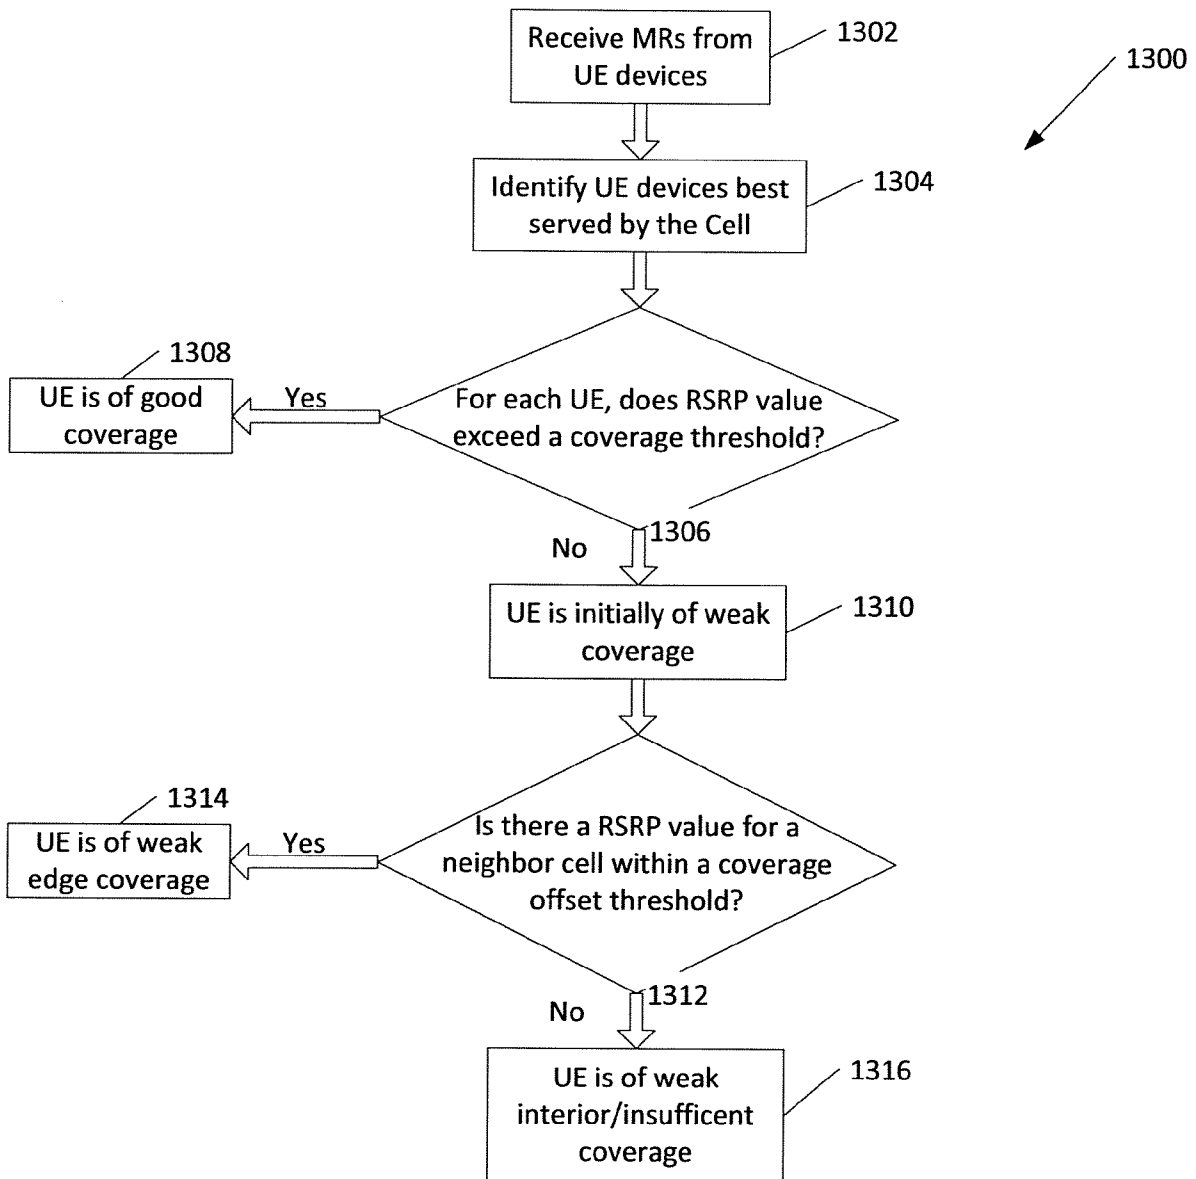 Receive MRs from
UE devices
1302
1300
Identify UE devices best
served by the Cell
1304
For each UE, does RSRP value
exceed a coverage threshold?
1306
Yes
1308
UE is of good
coverage
No
UE is initially of weak
coverage
1310
Is there a RSRP value for a
neighbor cell within a coverage
offset threshold?
1312
Yes
1314
UE is of weak
edge coverage
No
UE is of weak
interior/insufficent
coverage
1316